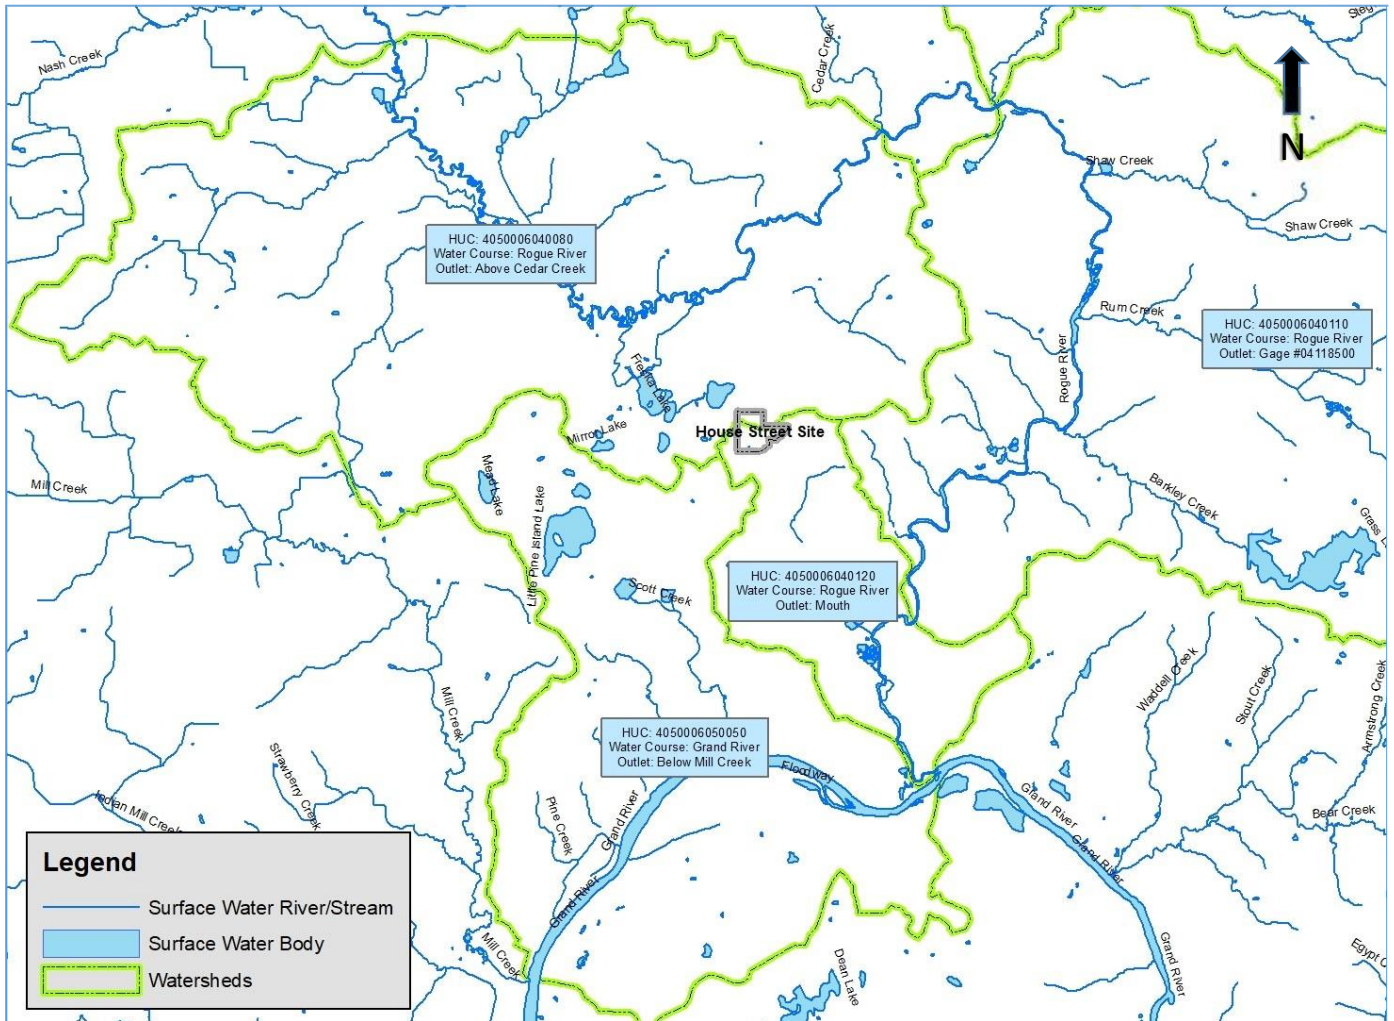 Nash Creek
Cedar Creek
N
Shaw Creek
Shaw Creek
HUC: 4050006040080
Water Course: Rogue River
Outlet: Above Cedar Creek
Rum Creek
HUC: 4050006040110
Water Course: Rogue River
Outlet: Gage #04118500
Rogue River
Freska Lake
Mirror Lake
House Street Site
Mead Lake
Mill Creek
Barkley Creek
Little Pine Island Lake
Scott Creek
HUC: 4050006040120
Water Course: Rogue River
Outlet: Mouth
Waddell Creek
Stout Creek
Armstrong Creek
Mill Creek
HUC: 4050006050050
Water Course: Grand River
Outlet: Below Mill Creek
Floodway
Strawberry Creek
Indian Mill Creek
Pine Creek
Grand River
Grand River
Grand River
Bear Creek
Grand River
Mill Creek
Dean Lake
Grand River
Legend
Surface Water River/Stream
Surface Water Body
Watersheds